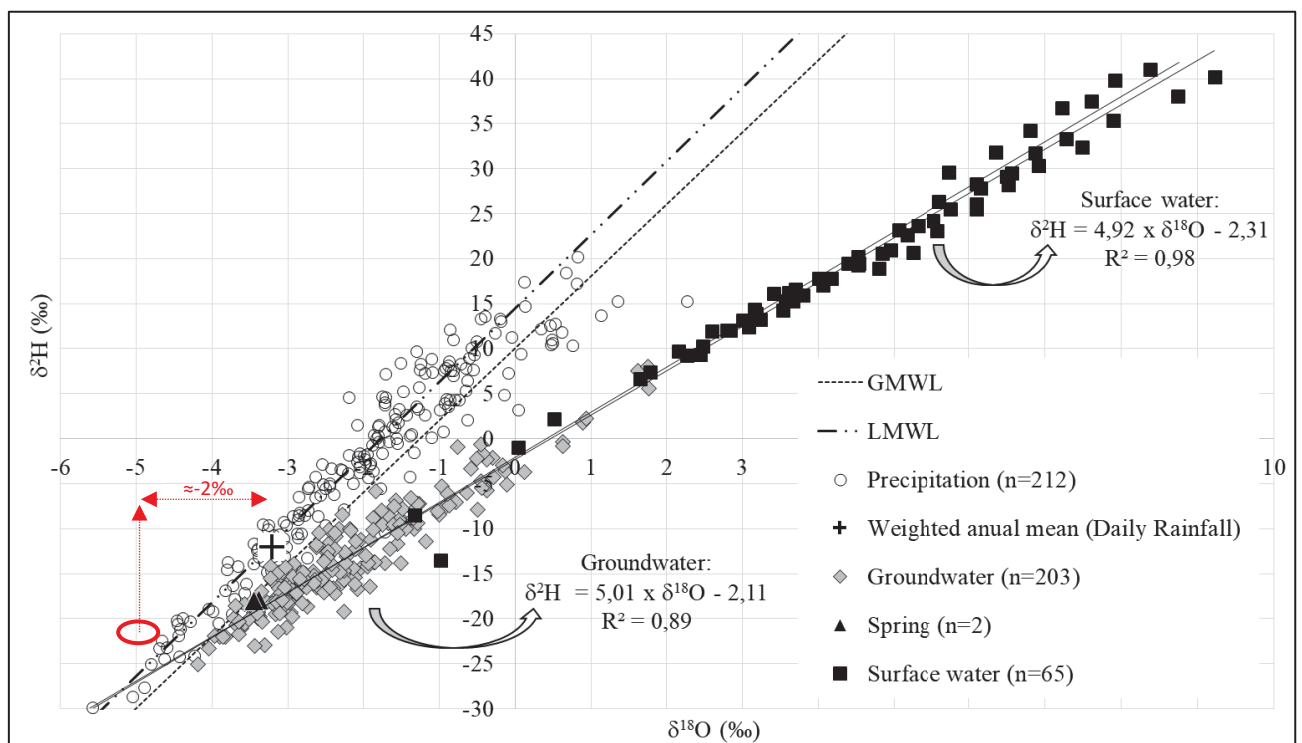 45
40
35
30
25
20
15
10
5
0
-5
-10
-15
-20
-25
-30
-6 -5 -4 -3 -2 -1 0 1 2 3 10
δ²H (‰)
δ¹⁸O (‰)
≈-2‰
Surface water:
δ²H = 4,92 x δ¹⁸O - 2,31
R² = 0,98
Groundwater:
δ²H = 5,01 x δ¹⁸O - 2,11
R² = 0,89
GMWL
LMWL
Precipitation (n=212)
Weighted anual mean (Daily Rainfall)
Groundwater (n=203)
Spring (n=2)
Surface water (n=65)